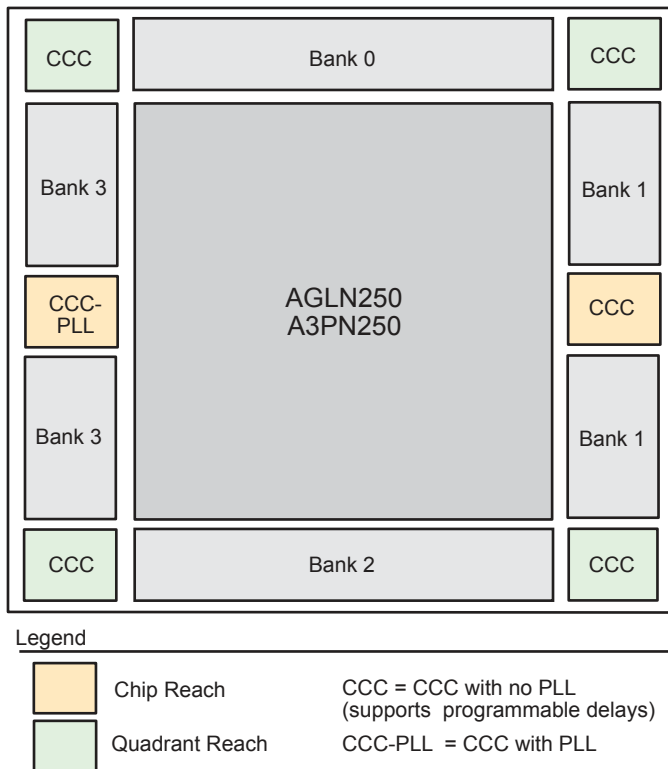 CCC
Bank 0
CCC
Bank 3
Bank 1
CCC-
PLL
AGLN250
A3PN250
CCC
Bank 3
Bank 1
CCC
Bank 2
CCC
Legend
Chip Reach
CCC = CCC with no PLL
(supports programmable delays)
Quadrant Reach
CCC-PLL = CCC with PLL